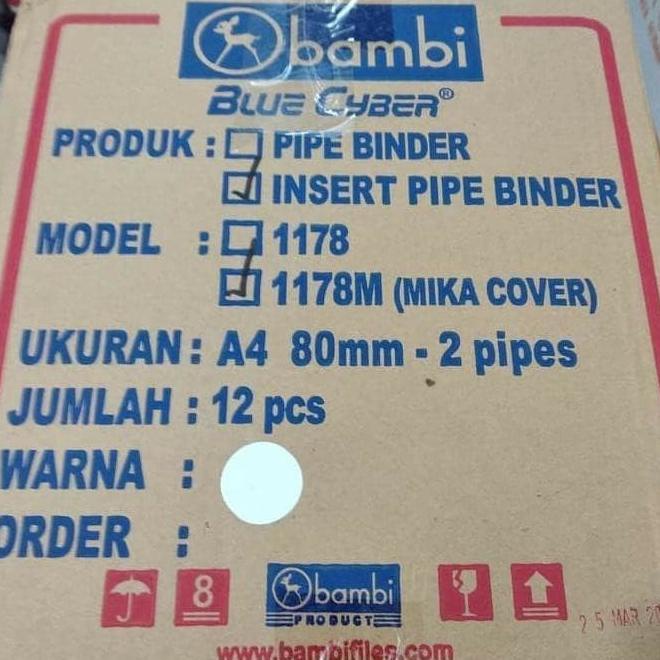 bambi
BLUE CYBER®
PRODUK : PIPE BINDER
INSERT PIPE BINDER
MODEL : 1178
1178M (MIKA COVER)
UKURAN : A4 80mm - 2 pipes
JUMLAH : 12 pcs
WARNA :
ORDER :
8
bambi
PRODUCT
25 MAR 20
www.bambifiles.com